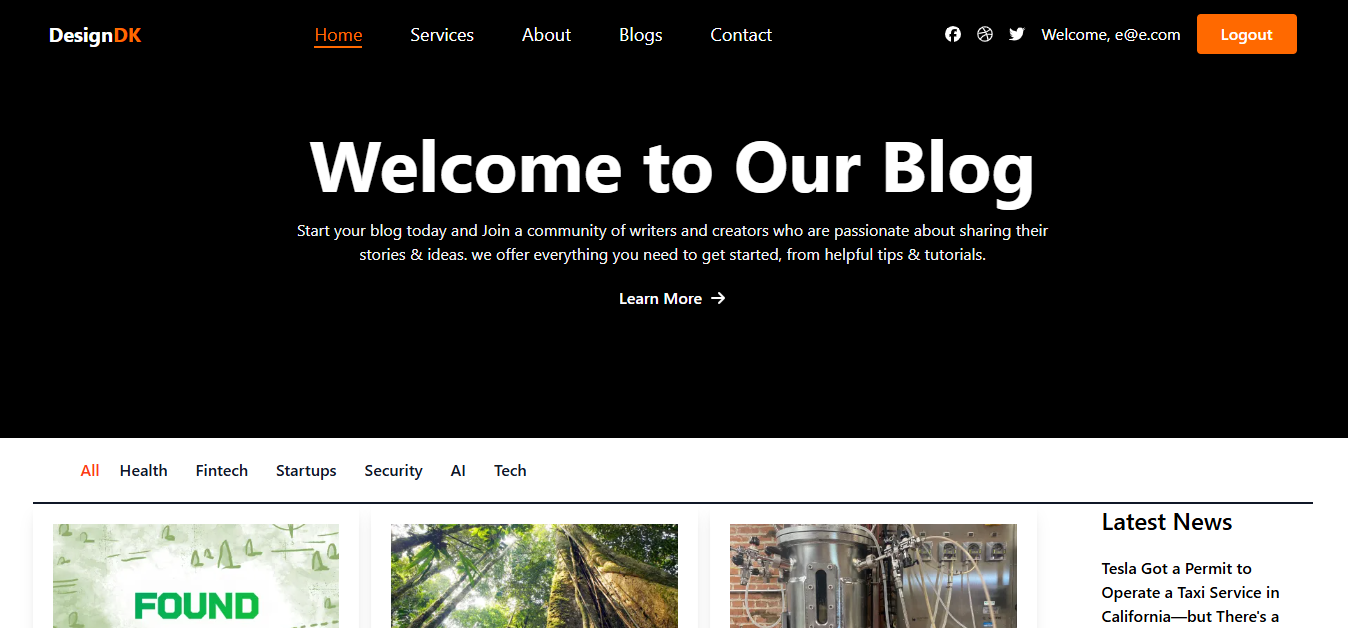 DesignDK
Home Services About Blogs Contact
Welcome, e@e.com
Logout
Welcome to Our Blog
Start your blog today and Join a community of writers and creators who are passionate about sharing their
stories & ideas. we offer everything you need to get started, from helpful tips & tutorials.
Learn More
All Health Fintech Startups Security AI Tech
FOUND
Latest News
Tesla Got a Permit to
Operate a Taxi Service in
California—but There's a